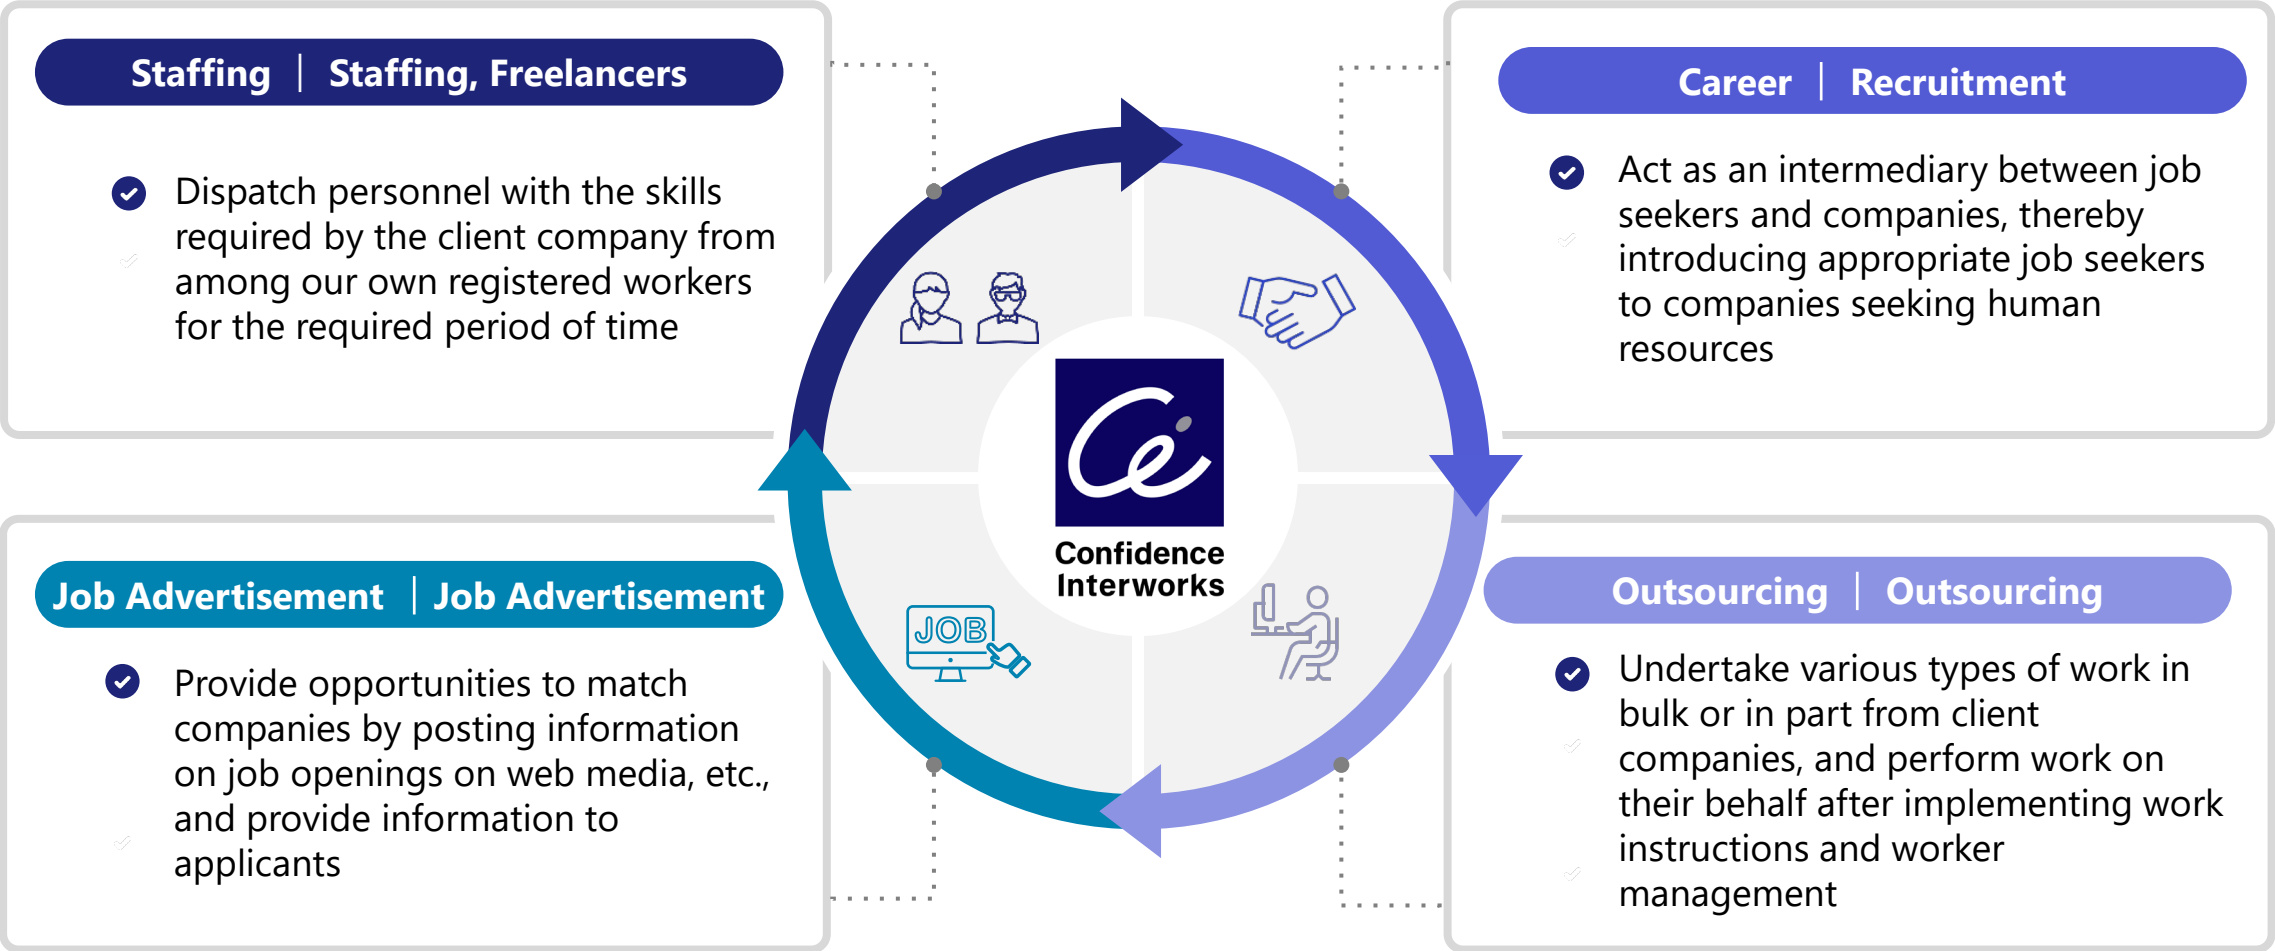 Staffing | Staffing, Freelancers
Dispatch personnel with the skills
required by the client company from
among our own registered workers
for the required period of time
Career | Recruitment
Act as an intermediary between job
seekers and companies, thereby
introducing appropriate job seekers
to companies seeking human
resources
Ci
Confidence
Interworks
JOB
Job Advertisement | Job Advertisement
Provide opportunities to match
companies by posting information
on job openings on web media, etc.,
and provide information to
applicants
Outsourcing | Outsourcing
Undertake various types of work in
bulk or in part from client
companies, and perform work on
their behalf after implementing work
instructions and worker
management